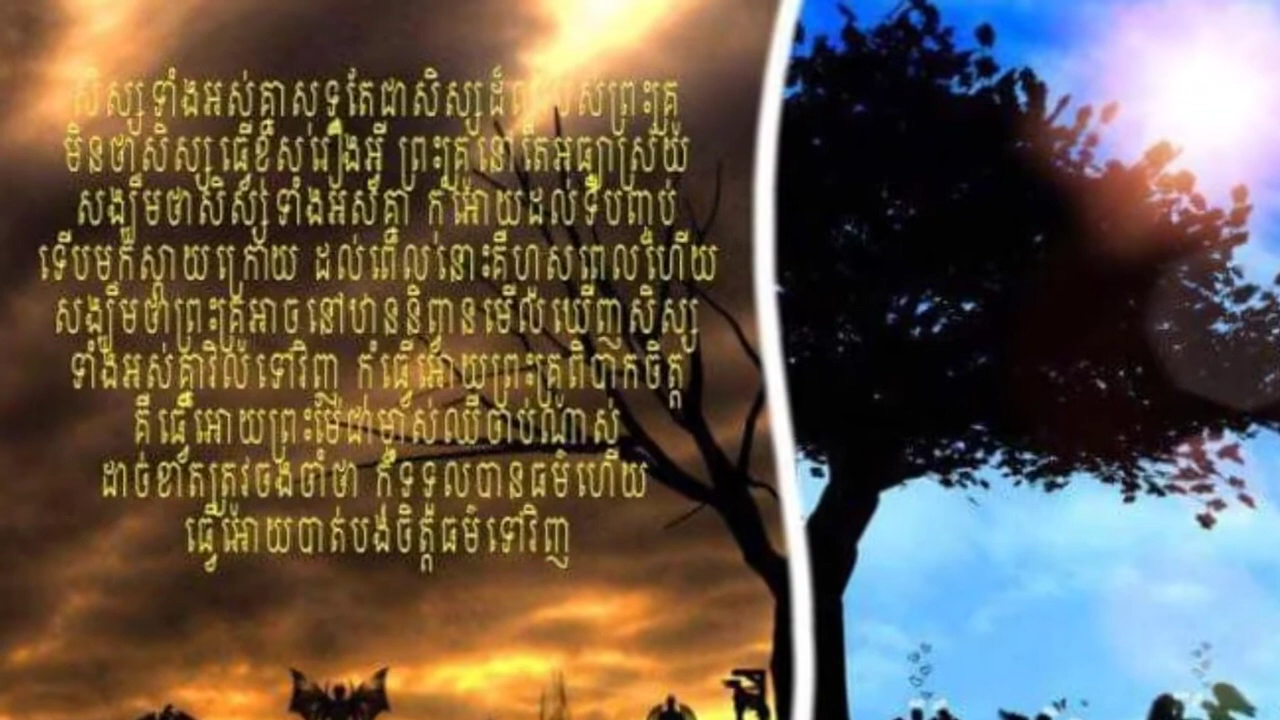 សិស្សទាំងអស់គ្នាសុទ្ធតែជាសិស្សដ៏ល្អរបស់ព្រះគ្រូ
មិនថាសិស្សធ្វើខុសរឿងអ្វី ព្រះគ្រូនៅតែអធ្យាស្រ័យ
សង្ឃឹមថាសិស្សទាំងអស់គ្នា កុំអោយដល់ទីបញ្ចប់
ទើបមកស្ដាយក្រោយ ដល់ពេលនោះគឺហួសពេលហើយ
សង្ឃឹមថាព្រះគ្រូអាចនៅឋាននិព្វានមើលឃើញសិស្ស
ទាំងអស់គ្នាវិលទៅវិញ កុំធ្វើអោយព្រះគ្រូពិបាកចិត្ត
គឺធ្វើអោយព្រះម៉ែជាម្ចាស់ឈឺចាប់ណាស់
ដាច់ខាតត្រូវចងចាំថា កុំទទួលបានធម៌ហើយ
ធ្វើអោយបាត់បង់ចិត្តធម៌ទៅវិញ